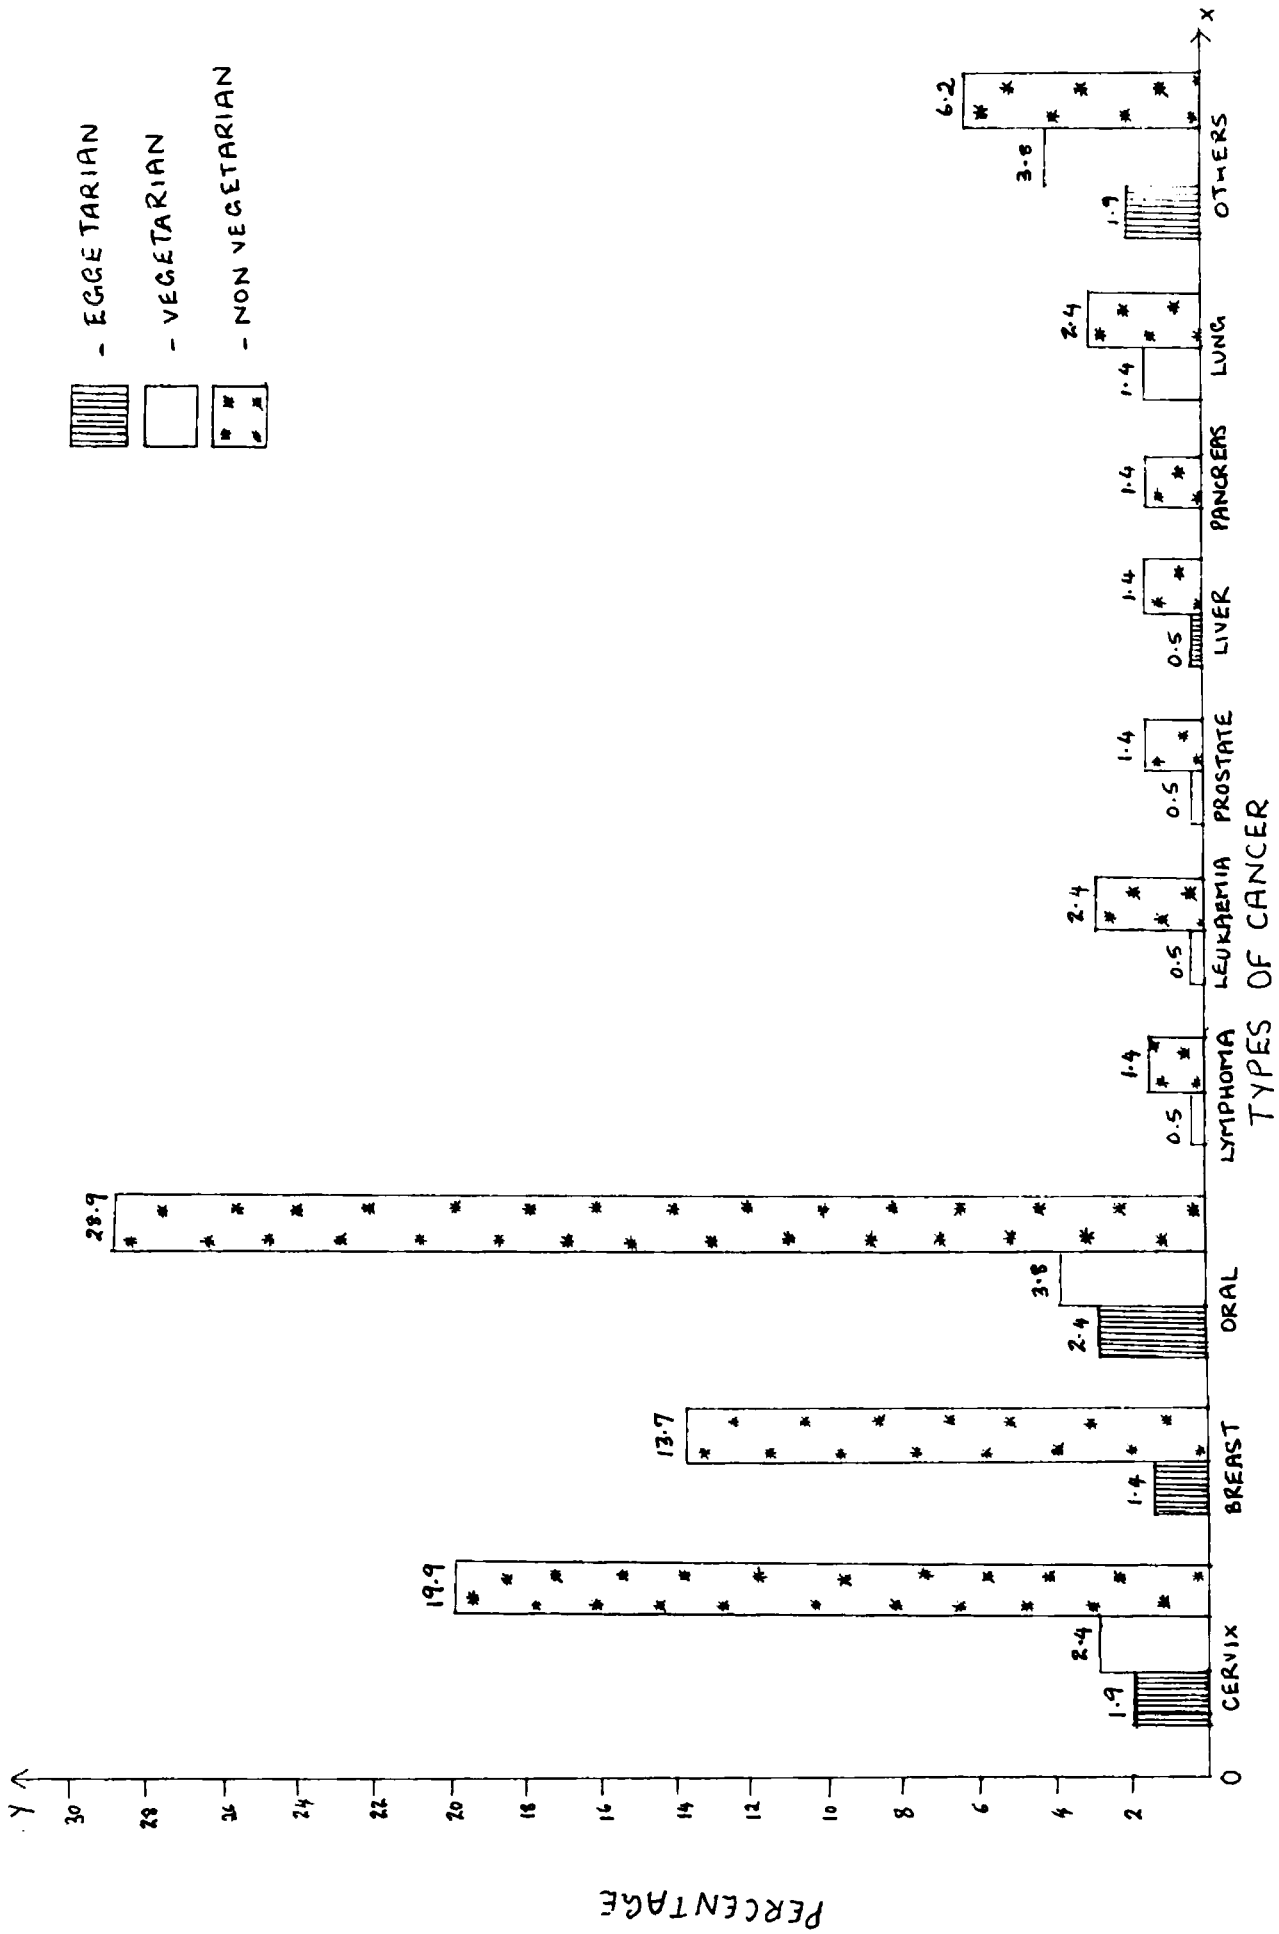 Y
30
28
26
24
22
20
18
16
14
12
10
8
6
4
2
O
PERCENTAGE
- EGGETARIAN
- VEGETARIAN
- NON VEGETARIAN
1.9 2.4 19.9
1.4 13.7
2.4 3.8 28.9
0.5 1.4
0.5 2.4
0.5 1.4
0.5 1.4
1.4
1.4 2.4
1.9 3.8 6.2
X
CERVIX BREAST ORAL LYMPHOMA LEUKAEMIA PROSTATE LIVER PANCREAS LUNG OTHERS
TYPES OF CANCER